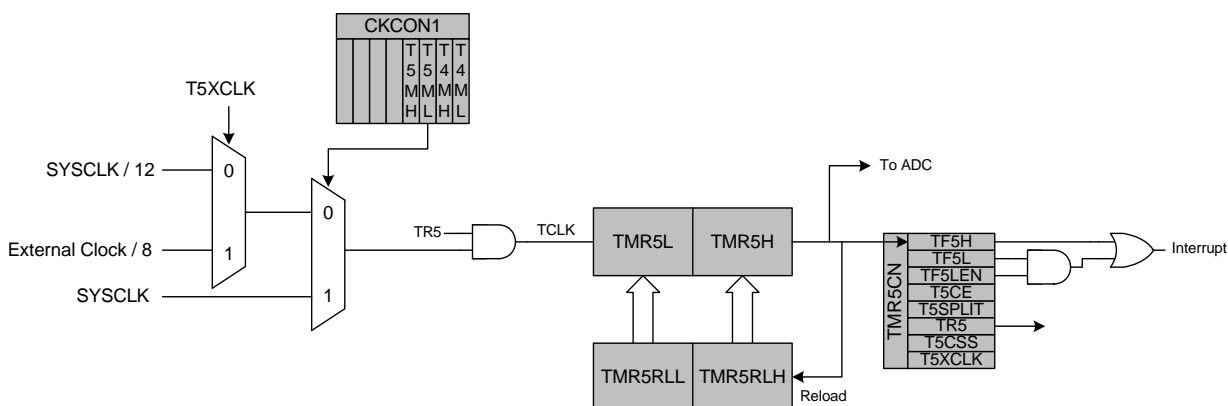 CKCON1
T5MH
T5ML
T4MH
T4ML
T5XCLK
SYSCLK / 12
0
External Clock / 8
1
SYSCLK
0
1
TR5
TCLK
TMR5L
TMR5H
To ADC
TMR5RLL
TMR5RLH
Reload
TMR5CN
TF5H
TF5L
TF5LEN
T5CE
T5SPLIT
TR5
T5CSS
T5XCLK
Interrupt